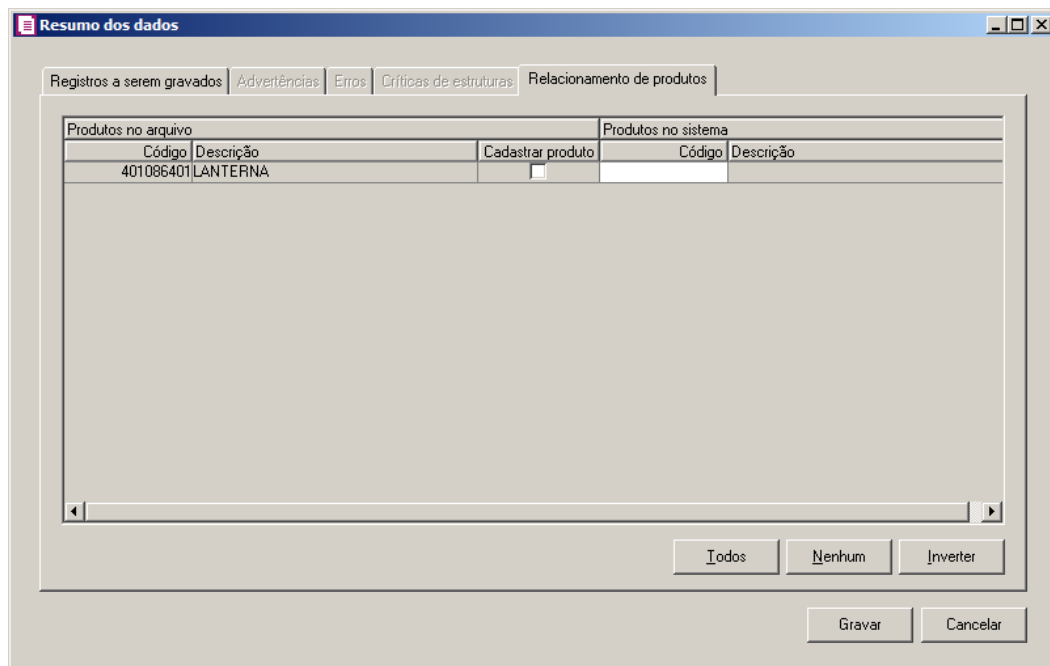 Resumo dos dados
Registros a serem gravados Advertências Erros Críticas de estruturas Relacionamento de produtos
Produtos no arquivo Produtos no sistema
Código Descrição Cadastrar produto Código Descrição
401086401 LANTERNA
Todos Nenhum Inverter
Gravar Cancelar